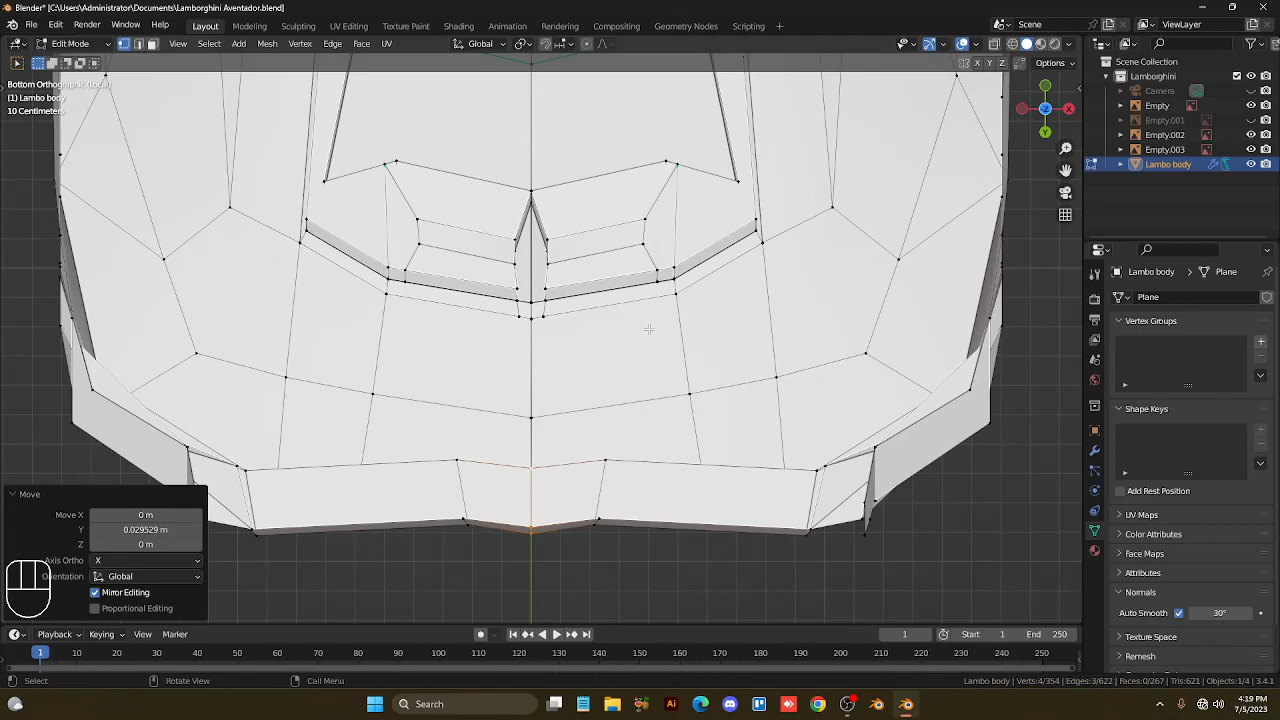 Blender* [C:\Users\Administrator\Documents\Lamborghini Aventador.blend]
File Edit Render Window Help Layout Modeling Sculpting UV Editing Texture Paint Shading Animation Rendering Compositing Geometry Nodes Scripting + Scene ViewLayer
Edit Mode View Select Add Mesh Vertex Edge Face UV Global
X Y Z Options
Bottom Orthographic (Local)
(1) Lambo body
10 Centimeters
Z
X
Y
Scene Collection
Lamborghini
Camera
Empty
Empty.001
Empty.002
Empty.003
Lambo body
Lambo body > Plane
Plane
Vertex Groups
Shape Keys
Add Rest Position
UV Maps
Color Attributes
Face Maps
Attributes
Normals
Auto Smooth 30°
Texture Space
Remesh
Move
Move X 0 m
Y 0.029529 m
Z 0 m
Axis Ortho X
Orientation Global
Mirror Editing
Proportional Editing
Playback Keying View Marker 1 Start 1 End 250
1 10 20 30 40 50 60 70 80 90 100 110 120 130 140 150 160 170 180 190 200 210 220 230 240 250
Select Rotate View Call Menu Lambo body | Verts:4/354 | Edges:3/622 | Faces:0/267 | Tris:621 | Objects:1/4 | 3.4.1
Search Ai 4:19 PM
7/5/2023